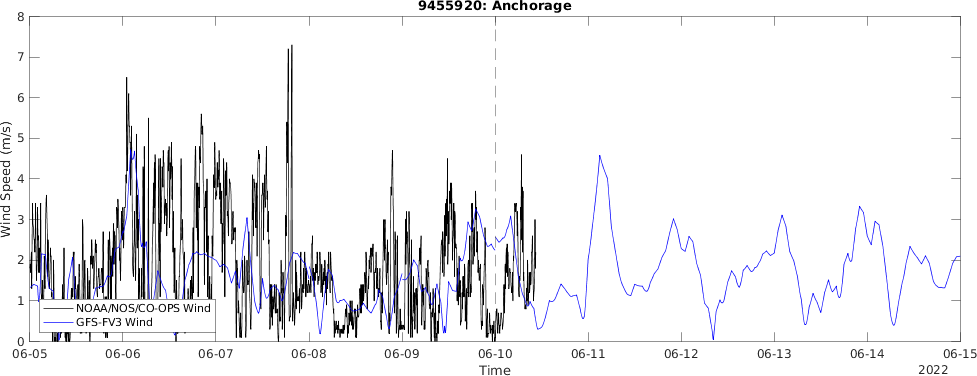 9455920: Anchorage
Wind Speed (m/s)
8
7
6
5
4
3
2
1
0
NOAA/NOS/CO-OPS Wind
GFS-FV3 Wind
06-05 06-06 06-07 06-08 06-09 06-10 06-11 06-12 06-13 06-14 06-15
Time
2022